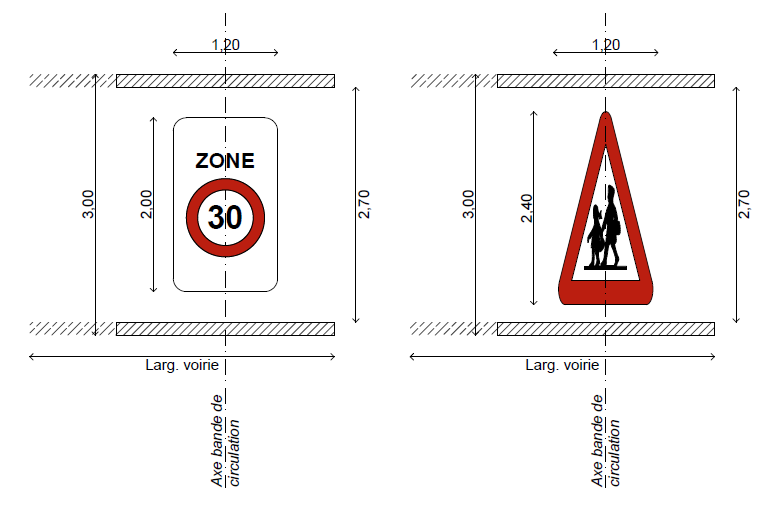 1,20
3,00
2,00
ZONE
30
2,70
Larg. voirie
Axe bande de
circulation
1,20
3,00
2,40
2,70
Larg. voirie
Axe bande de
circulation